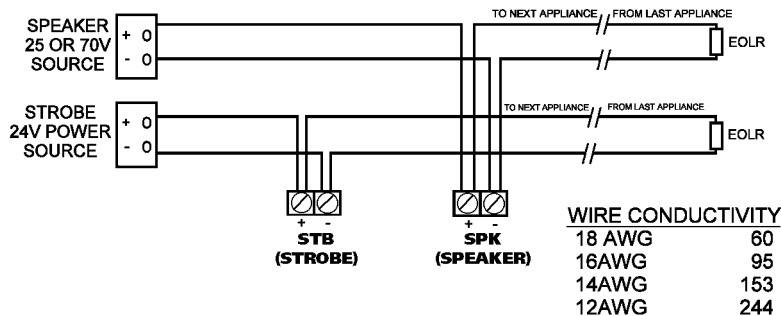 SPEAKER
25 OR 70V
SOURCE
+ O
- O
TO NEXT APPLIANCE
FROM LAST APPLIANCE
EOLR
STROBE
24V POWER
SOURCE
+ O
- O
TO NEXT APPLIANCE
FROM LAST APPLIANCE
EOLR
+ -
STB
(STROBE)
+ -
SPK
(SPEAKER)
WIRE CONDUCTIVITY
18 AWG 60
16AWG 95
14AWG 153
12AWG 244